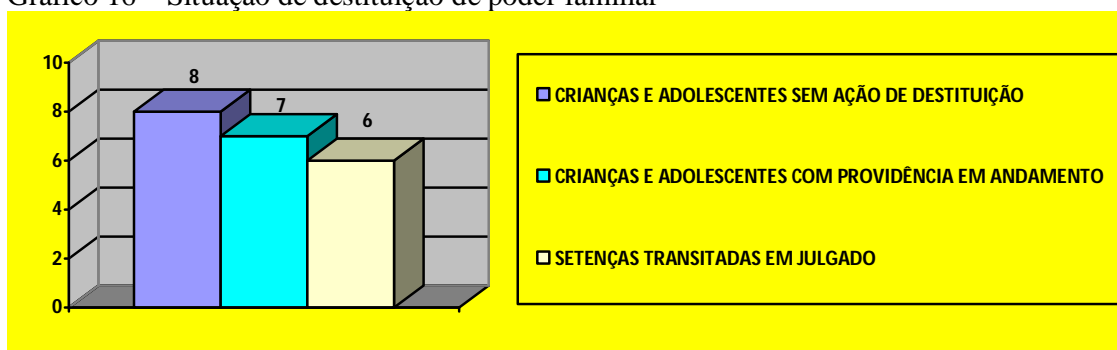 Gráfico 16 – Situação de destituição de poder familiar
10
8
6
4
2
0
8
7
6
CRIANÇAS E ADOLESCENTES SEM AÇÃO DE DESTITUIÇÃO
CRIANÇAS E ADOLESCENTES COM PROVIDÊNCIA EM ANDAMENTO
SETENÇAS TRANSITADAS EM JULGADO